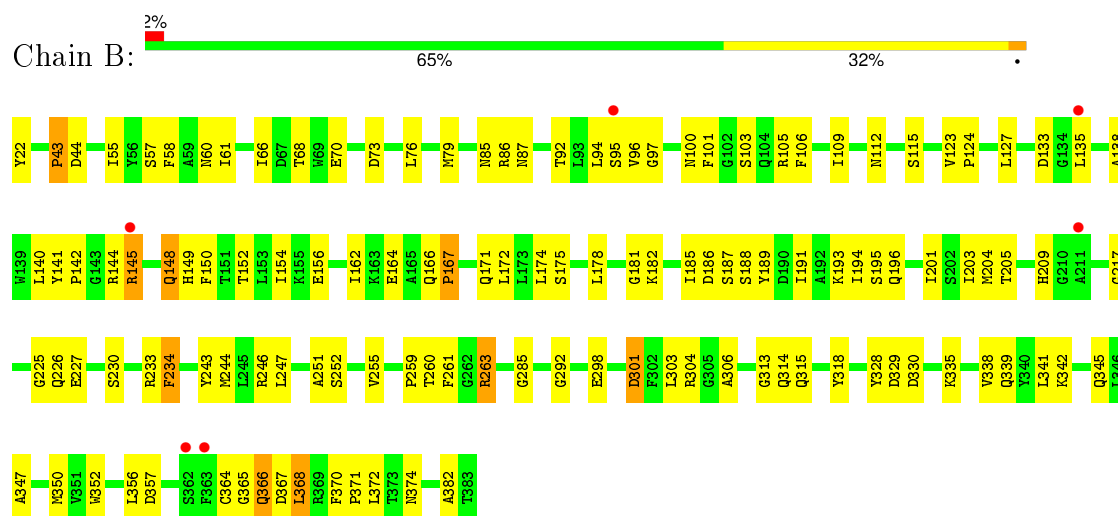 2%
Chain B:
65% 32% •
Y22 P43 D44 I55 Y56 S57 F58 A59 N60 I61 I66 D67 T68 W69 E70 D73 L76 M79 N85 R86 N87 T92 L93 L94 S95 V96 G97 N100 F101 G102 S103 Q104 R105 F106 I109 N112 S115 V123 P124 L127 D133 G134 L135 A138
W139 L140 Y141 P142 G143 R144 R145 Q148 H149 F150 T151 T152 L153 I154 K155 E156 I162 K163 E164 A165 Q166 P167 Q171 L172 L173 L174 S175 L178 G181 K182 I185 D186 S187 S188 Y189 D190 I191 A192 K193 I194 S195 Q196 I201 S202 I203 M204 T205 H209 G210 A211 G217
G225 Q226 E227 S230 R233 F234 Y243 M244 L245 R246 L247 A251 S252 V255 P259 T260 F261 G262 R263 G285 G292 E298 D301 F302 L303 R304 G305 A306 G313 Q314 Q315 Y318 Y328 D329 D330 K335 V338 Q339 Y340 L341 K342 Q345 L346
A347 M350 V351 W352 L356 D357 S362 F363 C364 G365 Q366 D367 L368 R369 F370 P371 L372 T373 N374 A382 T383